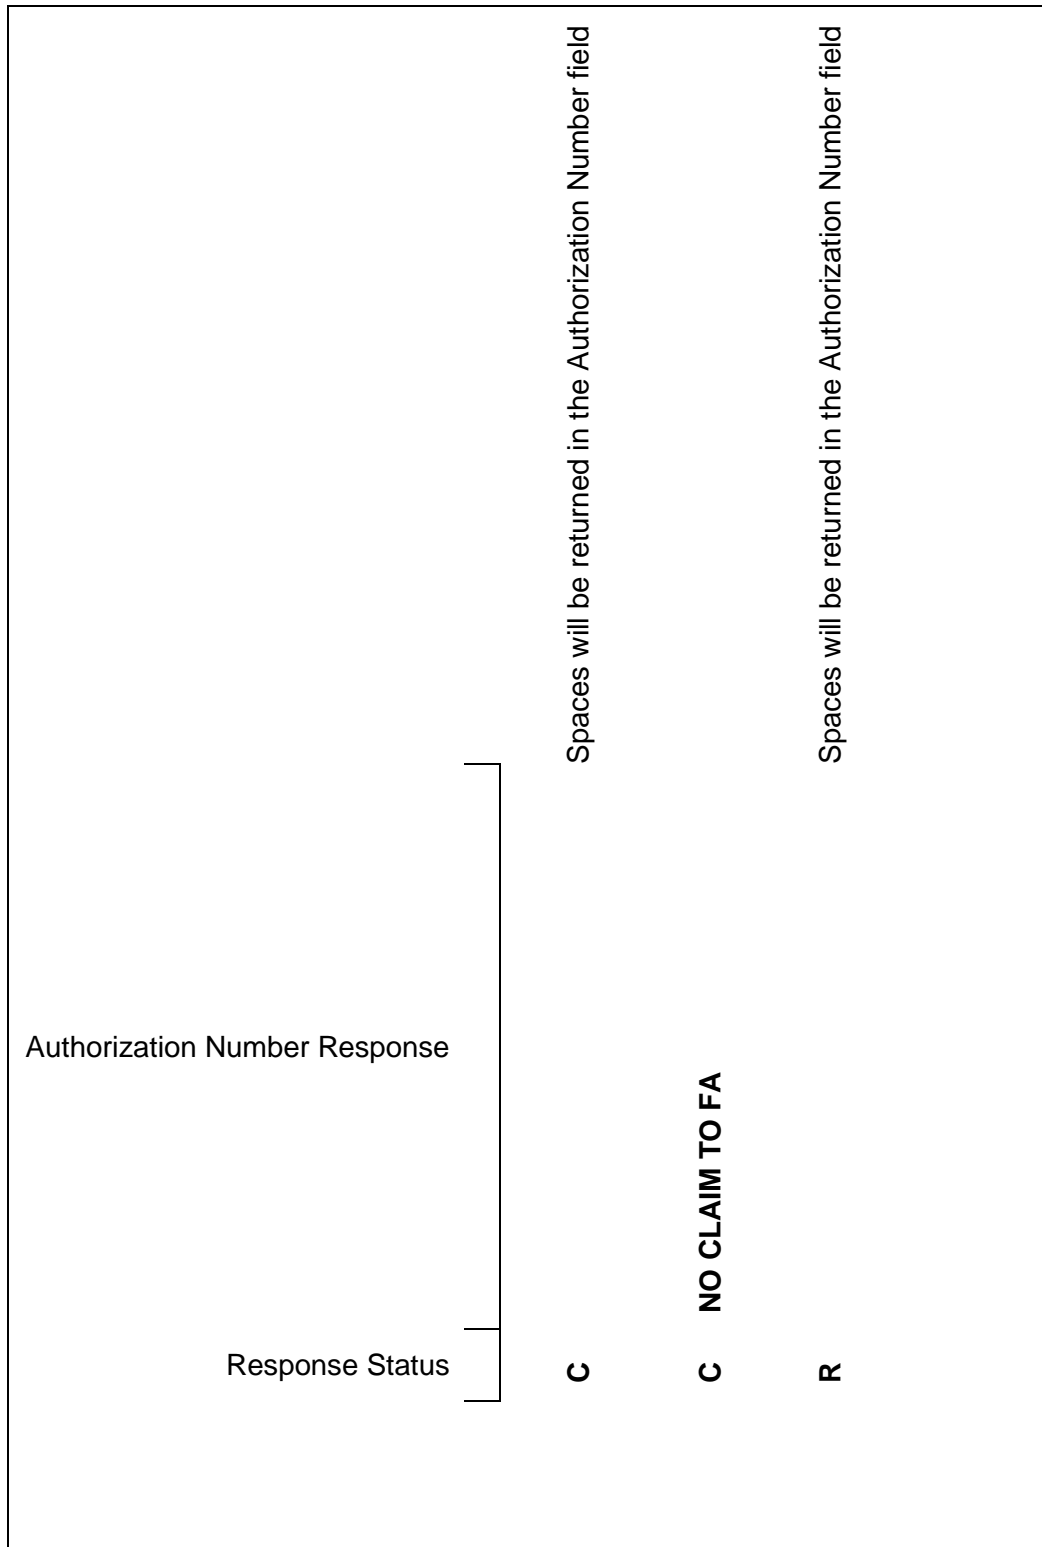 Response Status
Authorization Number Response
C Spaces will be returned in the Authorization Number field
C NO CLAIM TO FA
R Spaces will be returned in the Authorization Number field